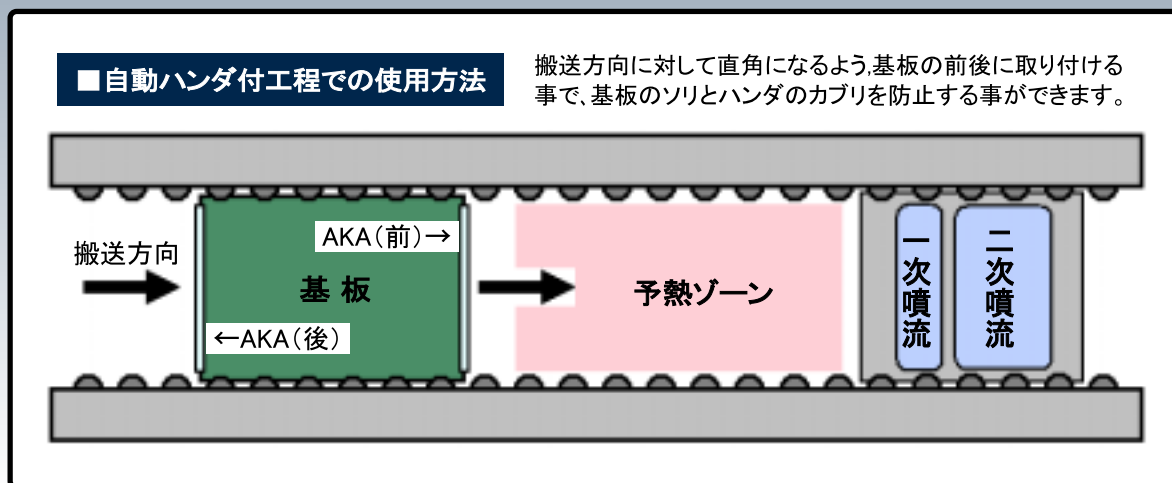 ■自動ハンダ付工程での使用方法
搬送方向に対して直角になるよう、基板の前後に取り付ける
事で、基板のソリとハンダのカブリを防止する事ができます。
搬送方向
AKA（前）→
基板
←AKA（後）
予熱ゾーン
一次噴流
二次噴流